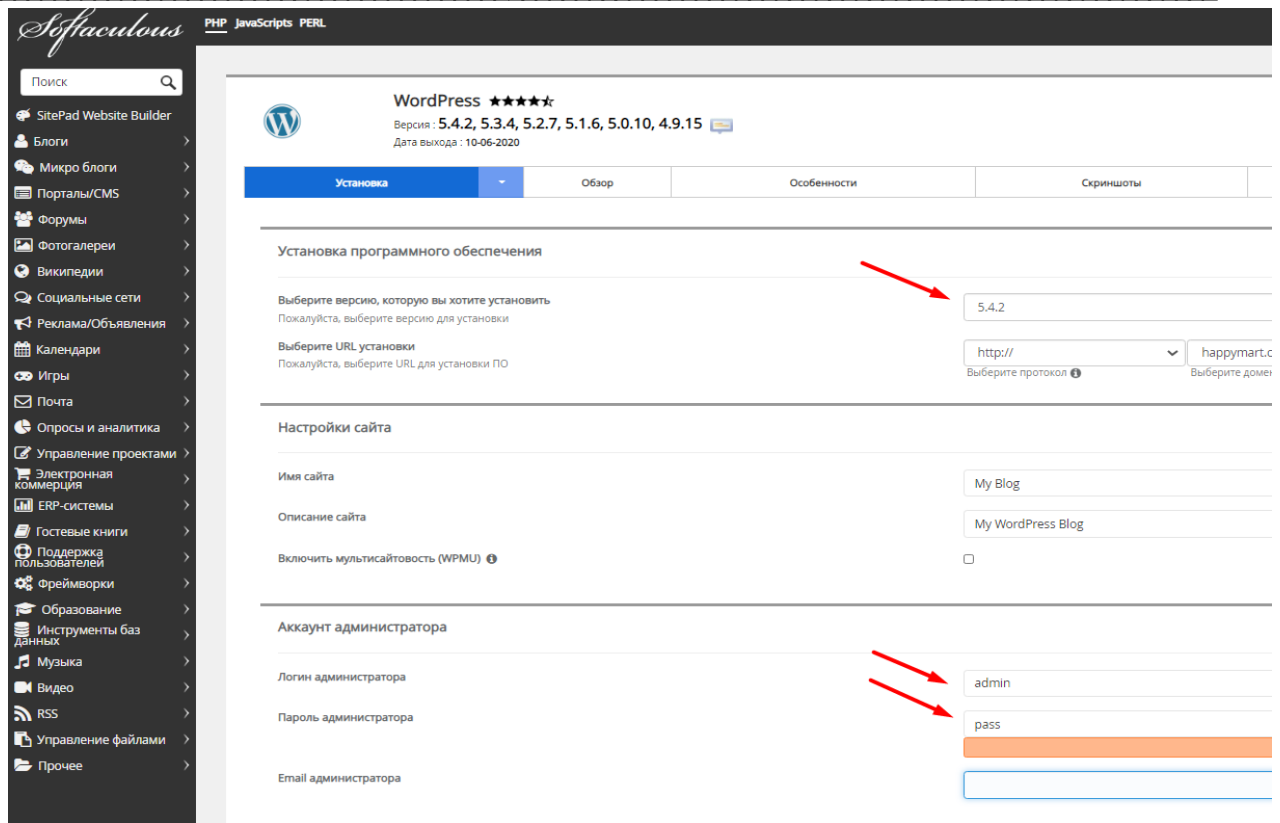 Softaculous
PHP JavaScripts PERL
Поиск
SitePad Website Builder
Блоги
Микро блоги
Порталы/CMS
Форумы
Фотогалереи
Википедии
Социальные сети
Реклама/Объявления
Календари
Игры
Почта
Опросы и аналитика
Управление проектами
Электронная
коммерция
ERP-системы
Гостевые книги
Поддержка
пользователей
Фреймворки
Образование
Инструменты баз
данных
Музыка
Видео
RSS
Управление файлами
Прочее
WordPress
Версия : 5.4.2, 5.3.4, 5.2.7, 5.1.6, 5.0.10, 4.9.15
Дата выхода : 10-06-2020
Установка Обзор Особенности Скриншоты
Установка программного обеспечения
Выберите версию, которую вы хотите установить
Пожалуйста, выберите версию для установки
5.4.2
Выберите URL установки
Пожалуйста, выберите URL для установки ПО
http:// happymart.c
Выберите протокол Выберите домен
Настройки сайта
Имя сайта
My Blog
Описание сайта
My WordPress Blog
Включить мультисайтовость (WPMU)
Аккаунт администратора
Логин администратора
admin
Пароль администратора
pass
Email администратора